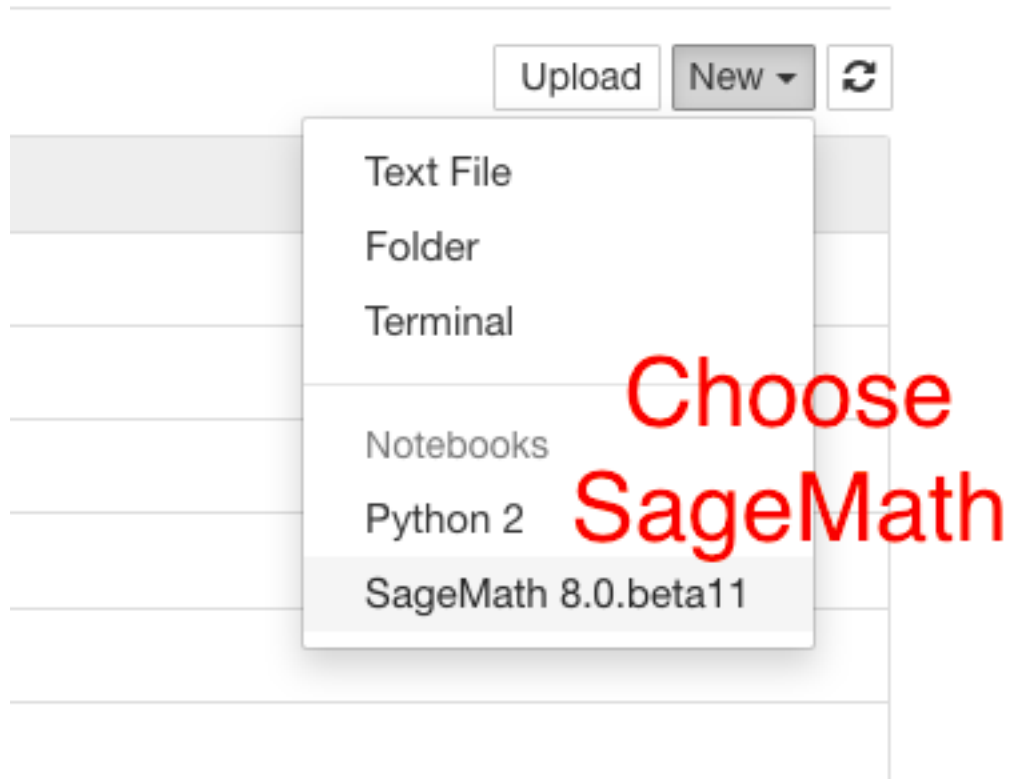 Upload New
Text File
Folder
Terminal
Choose
Notebooks
SageMath
Python 2
SageMath 8.0.beta11